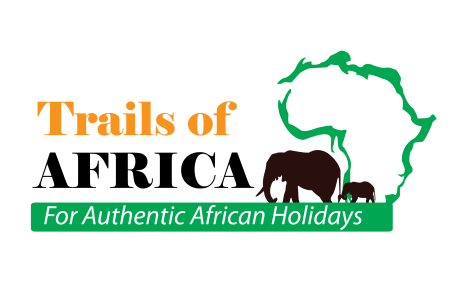 Trails of
AFRICA
For Authentic African Holidays